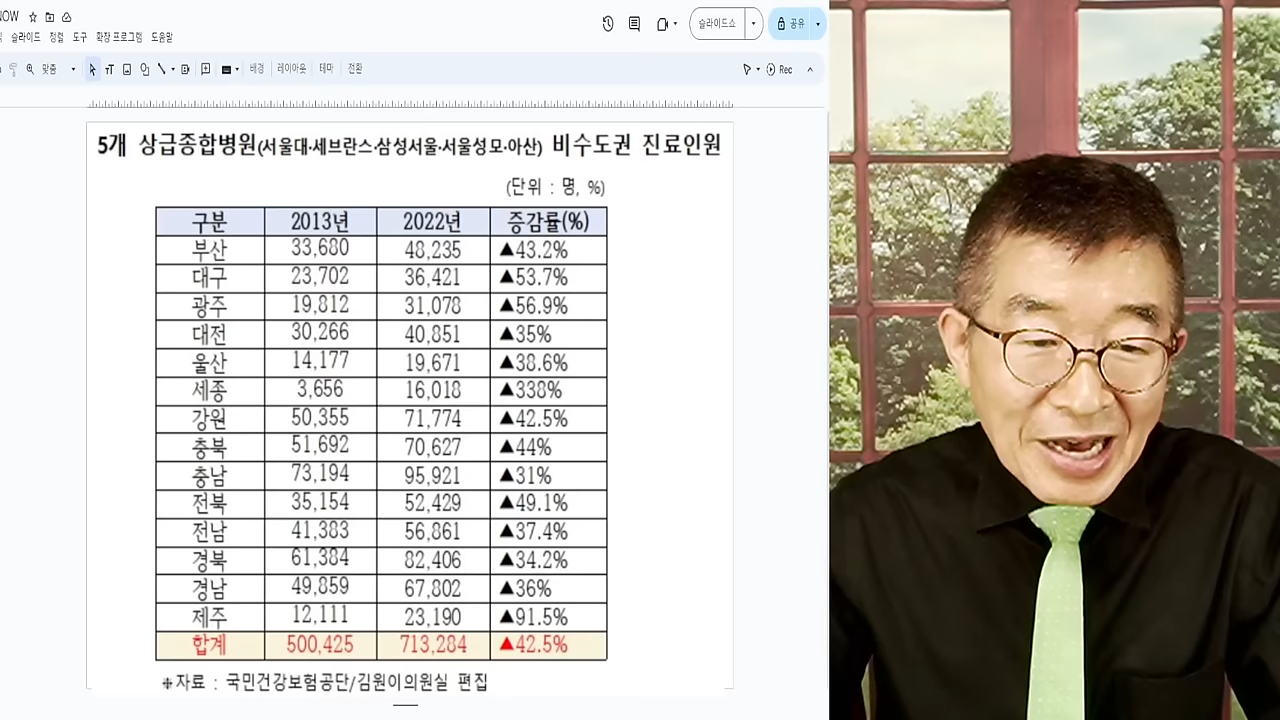 NOW
슬라이드 정렬 도구 확장 프로그램 도움말
슬라이드쇼
공유
맞춤 배경 레이아웃 테마 전환
Rec
5개 상급종합병원(서울대·세브란스·삼성서울·서울성모·아산) 비수도권 진료인원
(단위 : 명, %)
구분 2013년 2022년 증감률(%)
부산 33,680 48,235 ▲43.2%
대구 23,702 36,421 ▲53.7%
광주 19,812 31,078 ▲56.9%
대전 30,266 40,851 ▲35%
울산 14,177 19,671 ▲38.6%
세종 3,656 16,018 ▲338%
강원 50,355 71,774 ▲42.5%
충북 51,692 70,627 ▲44%
충남 73,194 95,921 ▲31%
전북 35,154 52,429 ▲49.1%
전남 41,383 56,861 ▲37.4%
경북 61,384 82,406 ▲34.2%
경남 49,859 67,802 ▲36%
제주 12,111 23,190 ▲91.5%
합계 500,425 713,284 ▲42.5%
※자료 : 국민건강보험공단/김원이의원실 편집